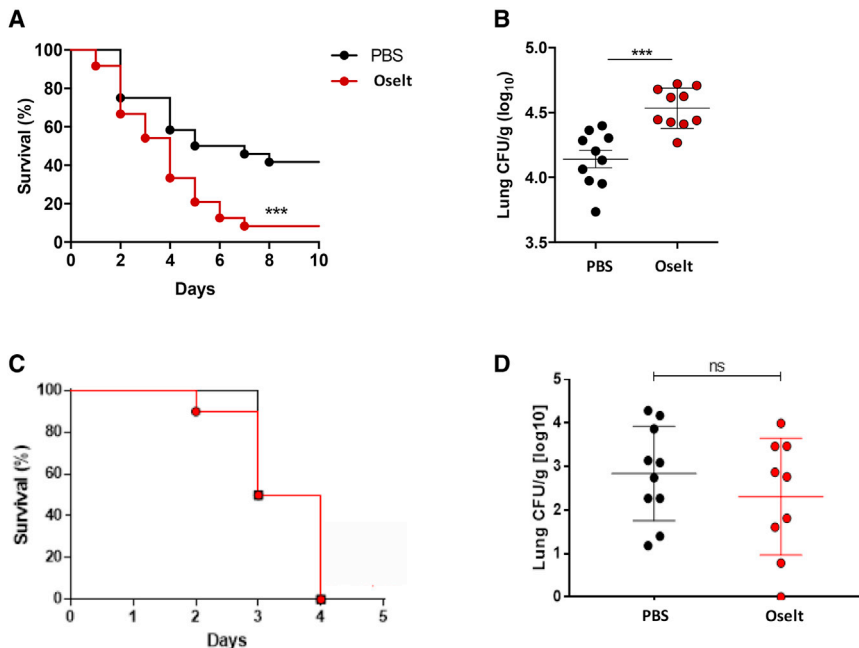 A
100
80
60
40
20
0
Survival (%)
0 2 4 6 8 10
Days
PBS
Oselt
***
B
5.0
4.5
4.0
3.5
Lung CFU/g (log10)
***
PBS Oselt
C
100
80
60
40
20
0
Survival (%)
0 1 2 3 4 5
Days
D
5
4
3
2
1
0
Lung CFU/g [log10]
ns
PBS Oselt